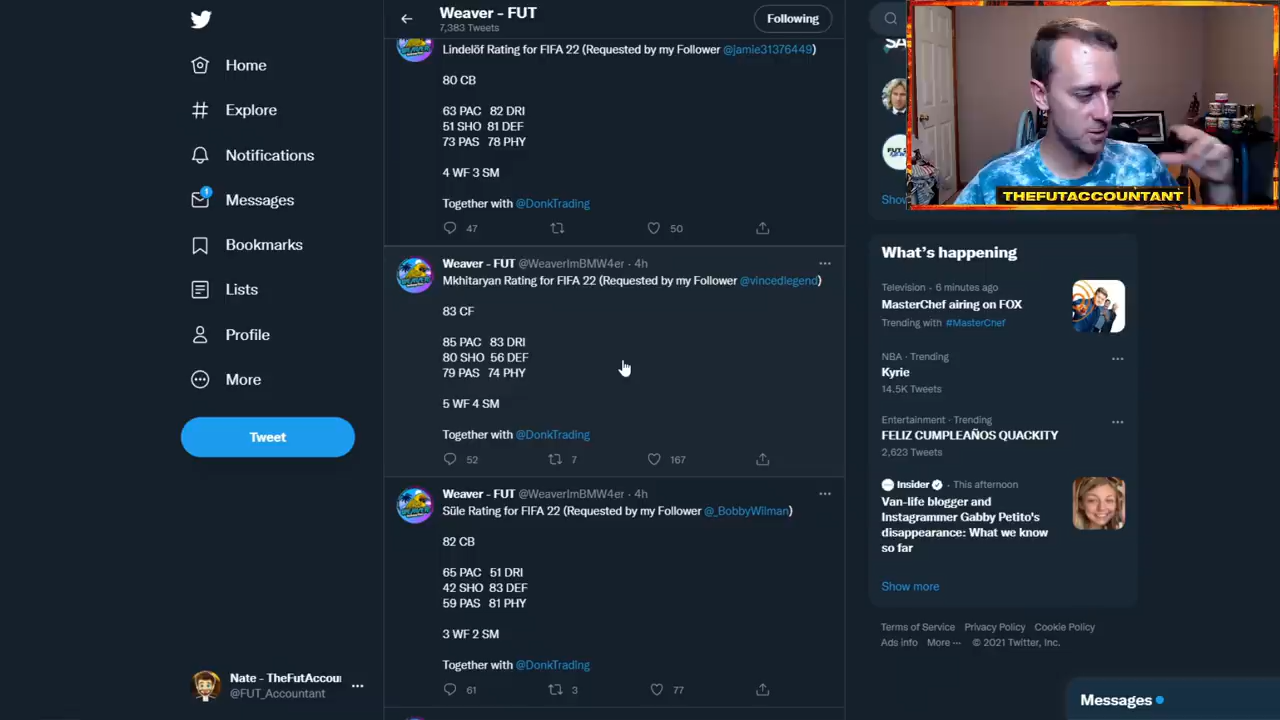 Home
Explore
Notifications
1
Messages
Bookmarks
Lists
Profile
More
Tweet
Nate - TheFutAccou
@FUT_Accountant
Weaver - FUT
7,383 Tweets
Following
Lindelöf Rating for FIFA 22 (Requested by my Follower @jamie31376449)
80 CB
63 PAC 82 DRI
51 SHO 81 DEF
73 PAS 78 PHY
4 WF 3 SM
Together with @DonkTrading
47 50
Weaver - FUT @WeaverImBMW4er · 4h
Mkhitaryan Rating for FIFA 22 (Requested by my Follower @vincedlegend)
83 CF
85 PAC 83 DRI
80 SHO 56 DEF
79 PAS 74 PHY
5 WF 4 SM
Together with @DonkTrading
52 7 167
Weaver - FUT @WeaverImBMW4er · 4h
Süle Rating for FIFA 22 (Requested by my Follower @_BobbyWilman)
82 CB
65 PAC 51 DRI
42 SHO 83 DEF
59 PAS 81 PHY
3 WF 2 SM
Together with @DonkTrading
61 3 77
THEFUTACCOUNTANT
Show
What's happening
Television · 6 minutes ago
MasterChef airing on FOX
Trending with #MasterChef
NBA · Trending
Kyrie
14.5K Tweets
Entertainment · Trending
FELIZ CUMPLEAÑOS QUACKITY
2,623 Tweets
Insider · This afternoon
Van-life blogger and
Instagrammer Gabby Petito's
disappearance: What we know
so far
Show more
Terms of Service Privacy Policy Cookie Policy
Ads info More ··· © 2021 Twitter, Inc.
Messages